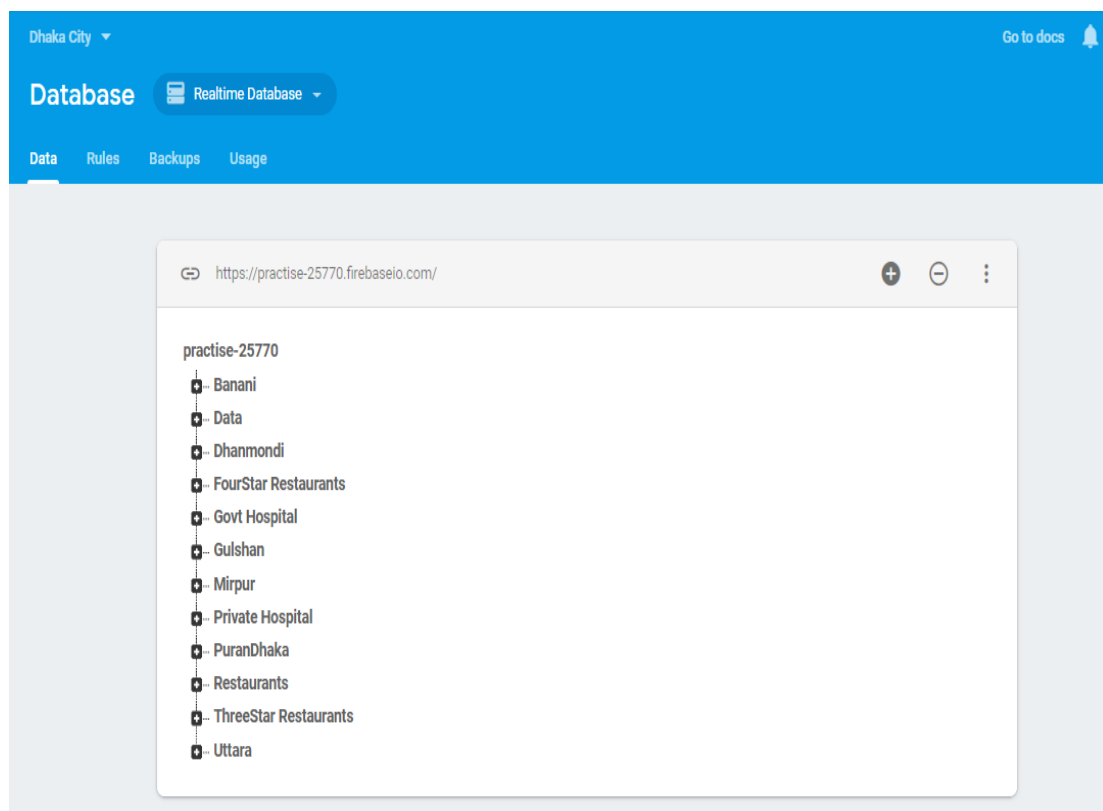 Dhaka City
Go to docs
Database
Realtime Database
Data Rules Backups Usage
https://practise-25770.firebaseio.com/
practise-25770
Banani
Data
Dhanmondi
FourStar Restaurants
Govt Hospital
Gulshan
Mirpur
Private Hospital
PuranDhaka
Restaurants
ThreeStar Restaurants
Uttara